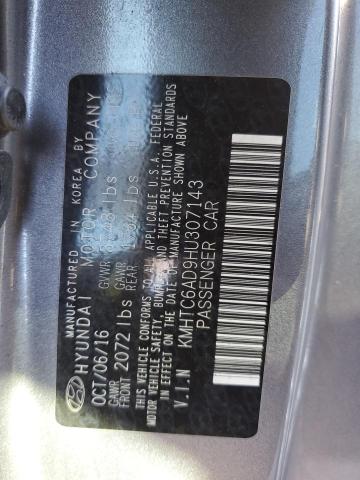 MANUFACTURED IN KOREA BY
HYUNDAI MOTOR COMPANY
OCT/06/16 GVWR lbs
GAWR FRONT 2072 lbs GAWR REAR lbs
THIS VEHICLE CONFORMS TO ALL APPLICABLE U.S.A. FEDERAL
MOTOR VEHICLE SAFETY, BUMPER, AND THEFT PREVENTION STANDARDS
IN EFFECT ON THE DATE OF MANUFACTURE SHOWN ABOVE
V.I.N KMHTC6AD9HU307143
PASSENGER CAR